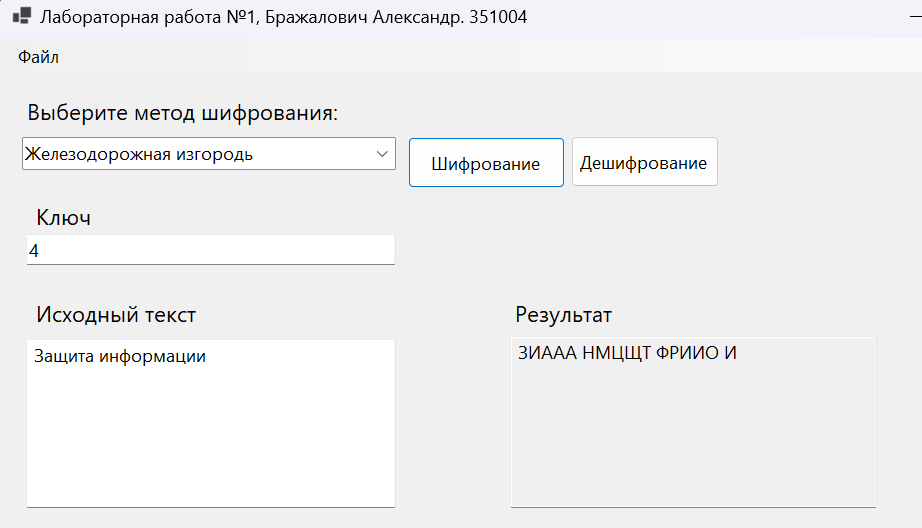 Лабораторная работа №1, Бражалович Александр. 351004
Файл
Выберите метод шифрования:
Железодорожная изгородь
Шифрование
Дешифрование
Ключ
4
Исходный текст
Результат
Защита информации
ЗИААА НМЦЩТ ФРИИО И